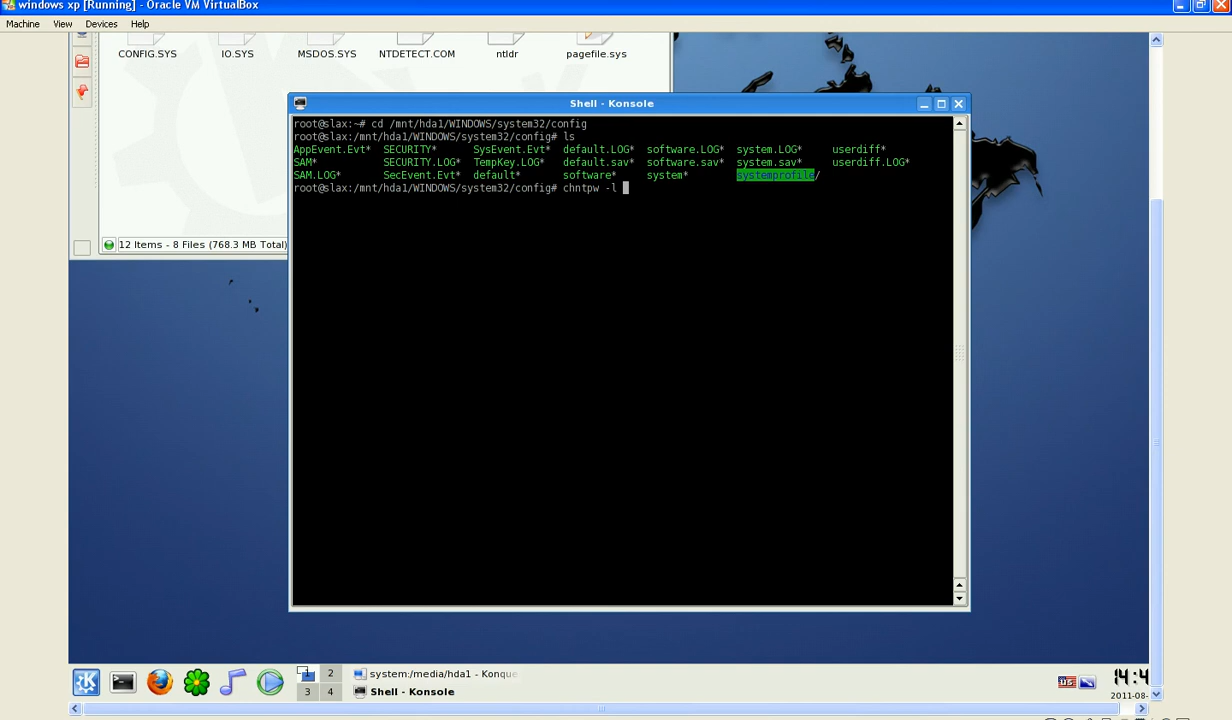 windows xp [Running] - Oracle VM VirtualBox
Machine View Devices Help
CONFIG.SYS IO.SYS MSDOS.SYS NTDETECT.COM ntldr pagefile.sys
Shell - Konsole
root@slax:~# cd /mnt/hda1/WINDOWS/system32/config
root@slax:/mnt/hda1/WINDOWS/system32/config# ls
AppEvent.Evt* SECURITY* SysEvent.Evt* default.LOG* software.LOG* system.LOG* userdiff*
SAM* SECURITY.LOG* TempKey.LOG* default.sav* software.sav* system.sav* userdiff.LOG*
SAM.LOG* SecEvent.Evt* default* software* system* systemprofile/
root@slax:/mnt/hda1/WINDOWS/system32/config# chntpw -l
12 Items - 8 Files (768.3 MB Total)
1 2 system:/media/hda1 - Konque
3 4 Shell - Konsole
14:4
2011-08-